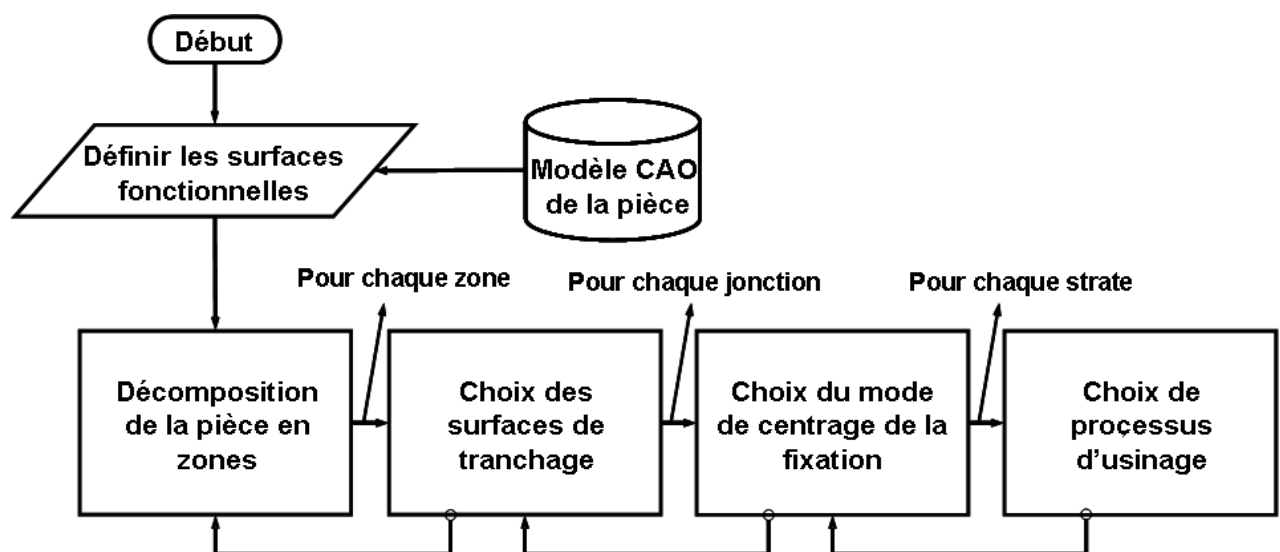 Début
Définir les surfaces
fonctionnelles
Modèle CAO
de la pièce
Pour chaque zone
Pour chaque jonction
Pour chaque strate
Décomposition
de la pièce en
zones
Choix des
surfaces de
tranchage
Choix du mode
de centrage de la
fixation
Choix de
processus
d'usinage